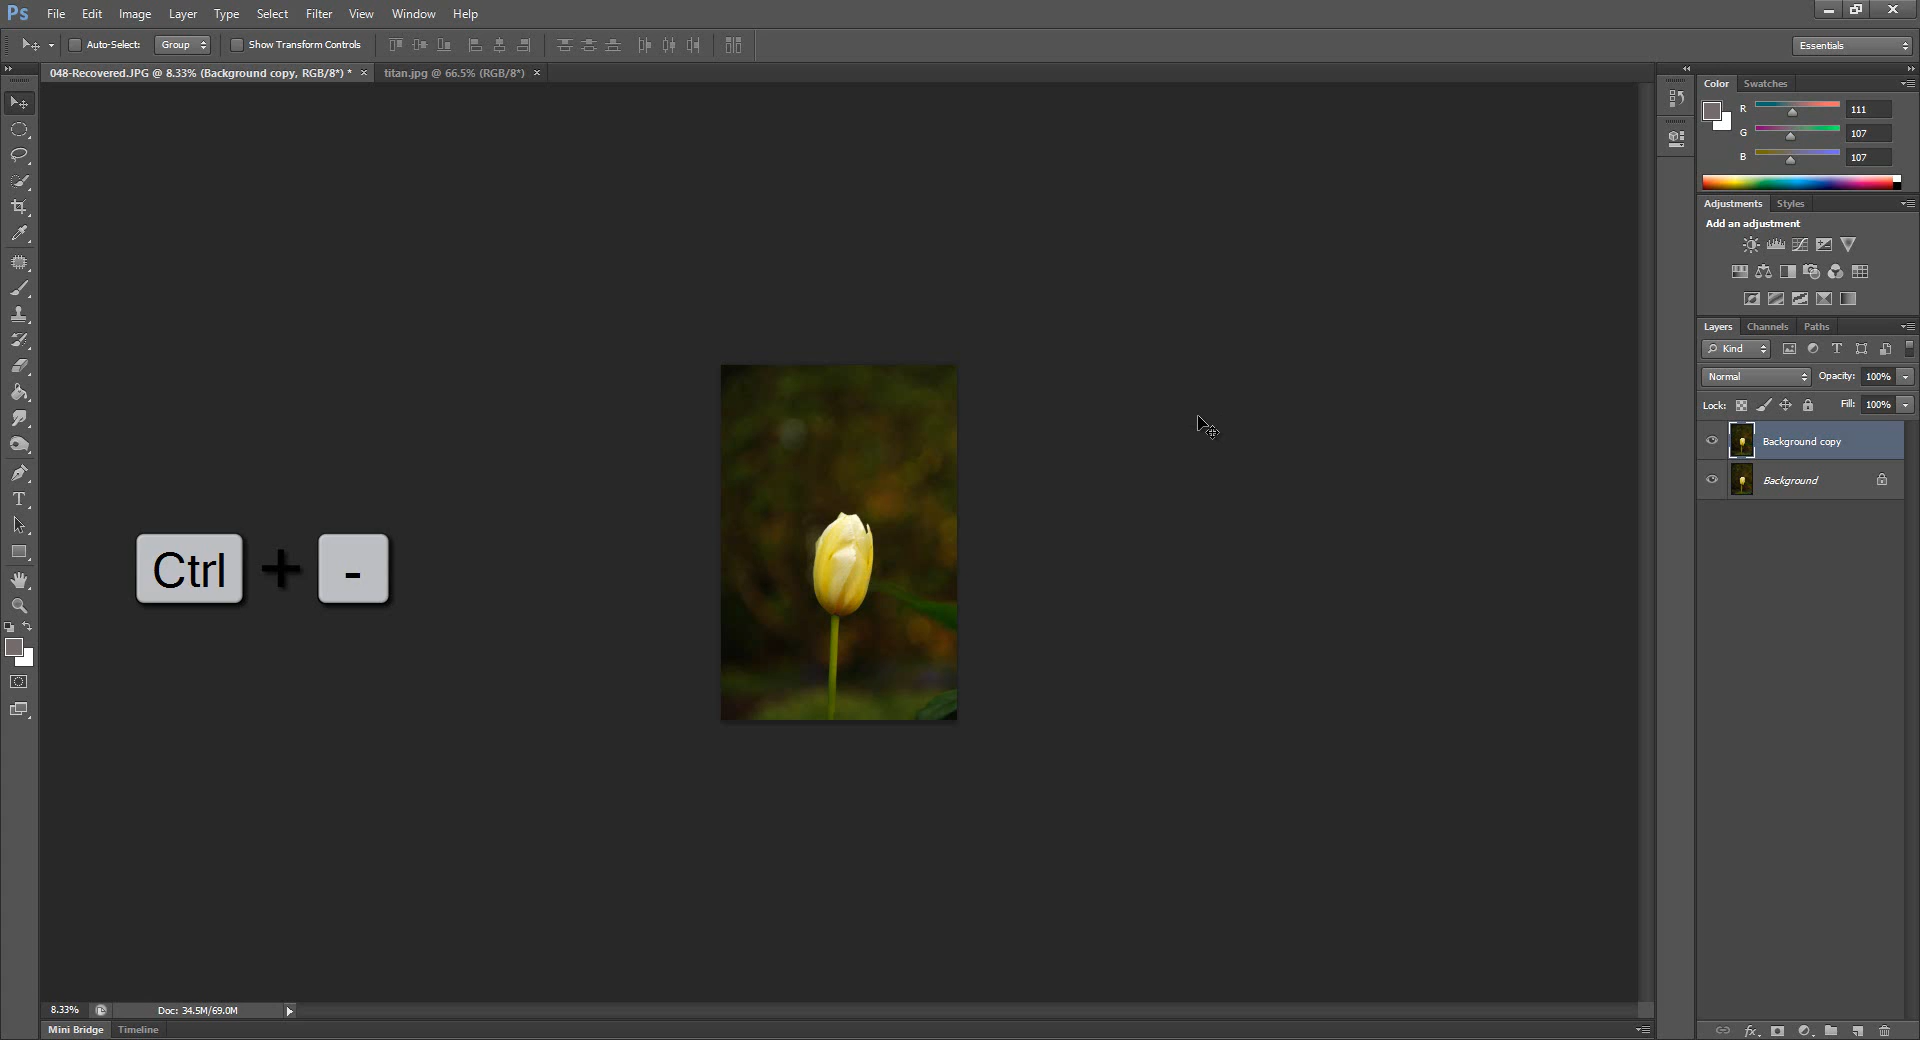 Ps File Edit Image Layer Type Select Filter View Window Help
Auto-Select: Group Show Transform Controls Essentials
048-Recovered.JPG @ 8.33% (Background copy, RGB/8*) * × titan.jpg @ 66.5% (RGB/8*) ×
Color Swatches
R 111
G 107
B 107
Adjustments Styles
Add an adjustment
Layers Channels Paths
Kind
Normal Opacity: 100%
Lock: Fill: 100%
Background copy
Background
Ctrl + -
8.33% Doc: 34.5M/69.0M
Mini Bridge Timeline